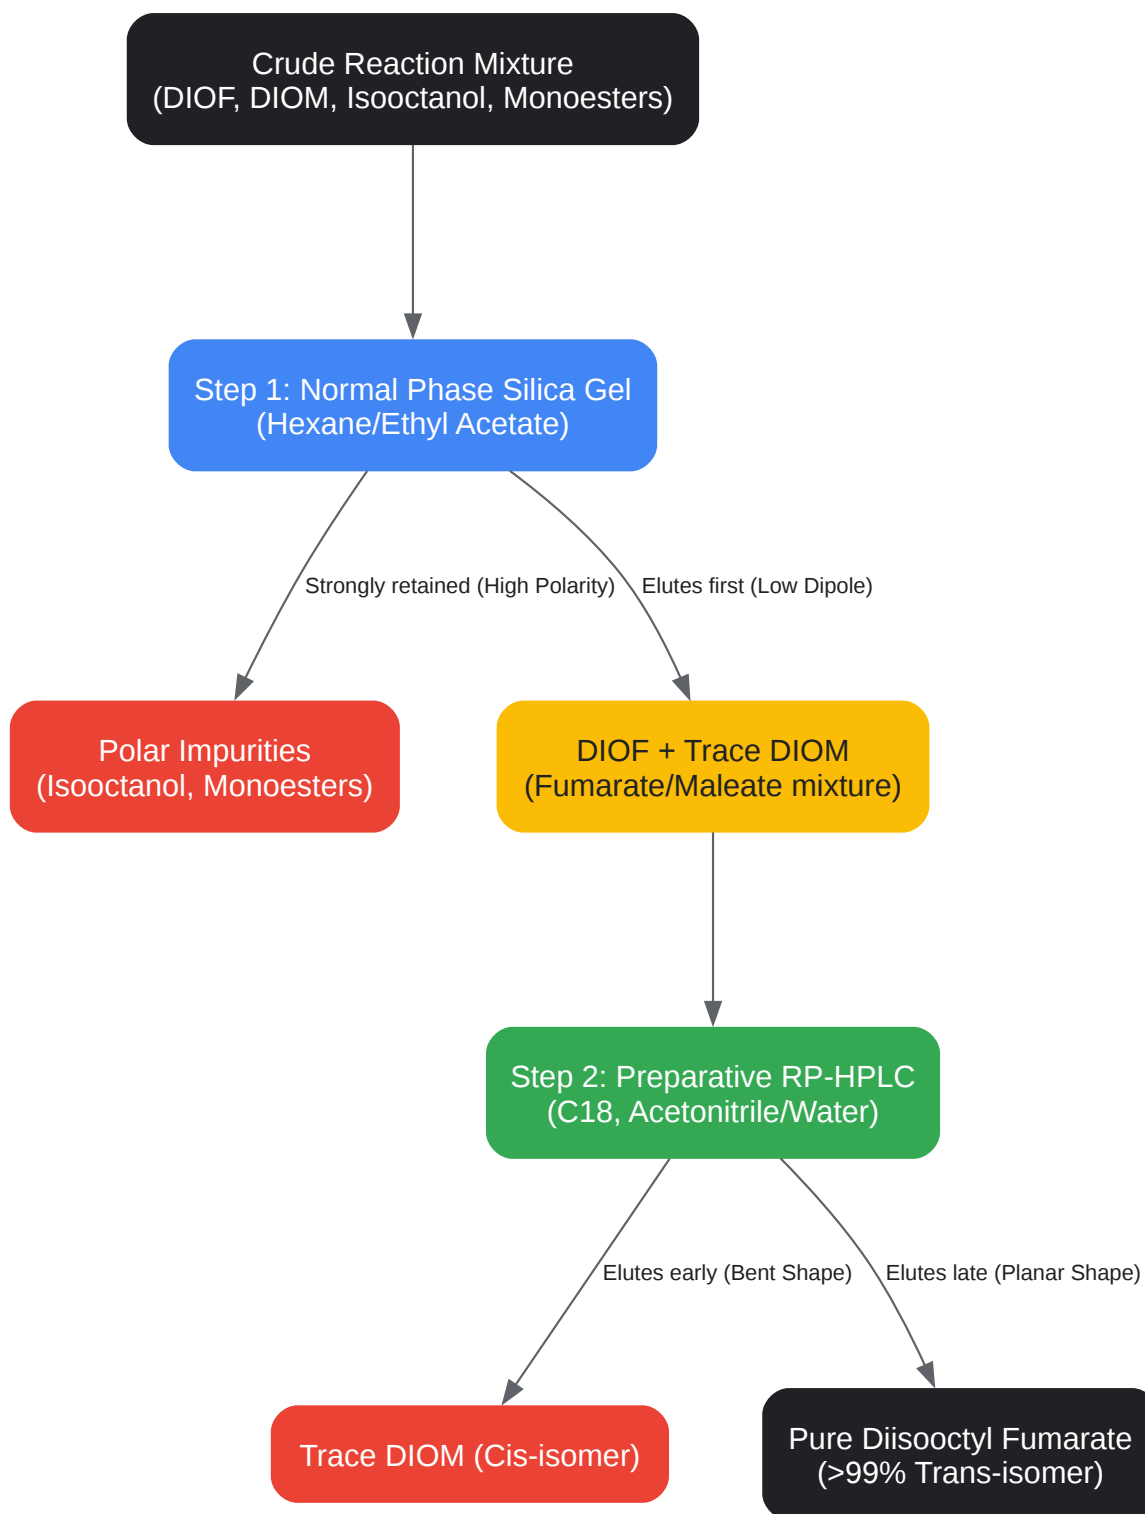 Crude Reaction Mixture
(DIOF, DIOM, Isooctanol, Monoesters)
Step 1: Normal Phase Silica Gel
(Hexane/Ethyl Acetate)
Strongly retained (High Polarity)
Elutes first (Low Dipole)
Polar Impurities
(Isooctanol, Monoesters)
DIOF + Trace DIOM
(Fumarate/Maleate mixture)
Step 2: Preparative RP-HPLC
(C18, Acetonitrile/Water)
Elutes early (Bent Shape)
Elutes late (Planar Shape)
Trace DIOM (Cis-isomer)
Pure Diisooctyl Fumarate
(>99% Trans-isomer)